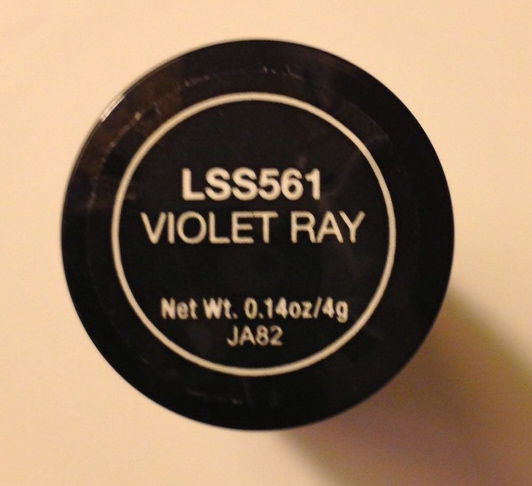 LSS561
VIOLET RAY
Net Wt. 0.14oz/4g
JA82